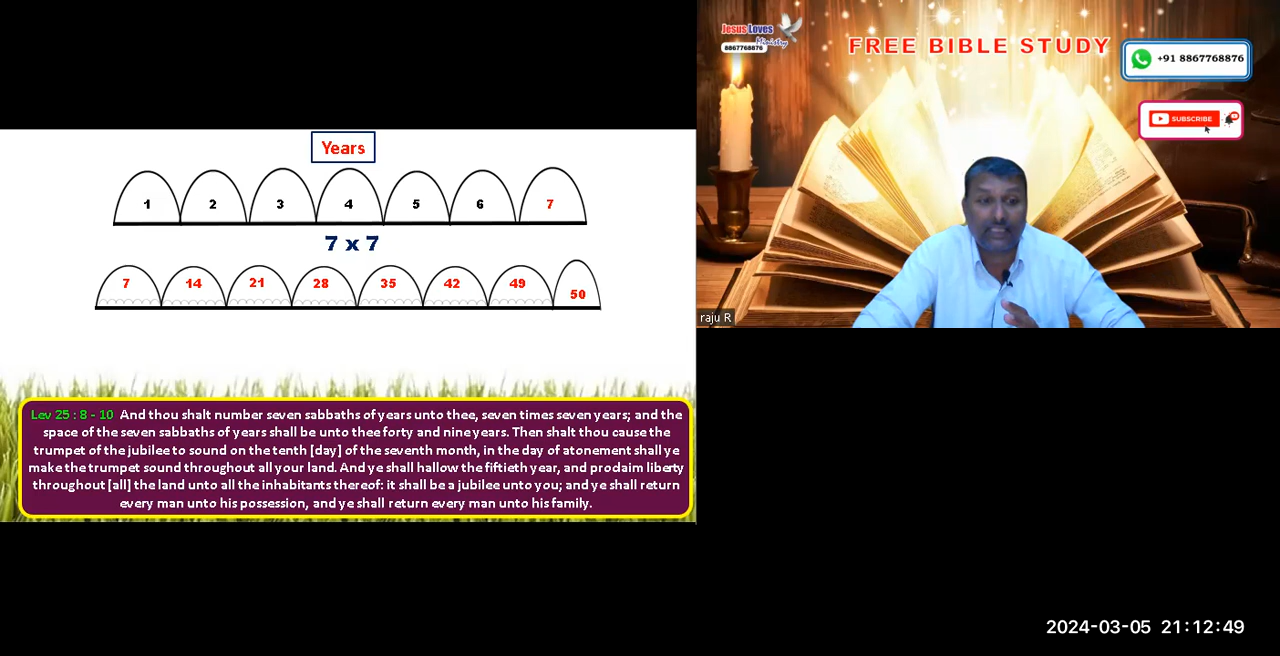 Years
1 2 3 4 5 6 7
7 x 7
7 14 21 28 35 42 49 50
Lev 25 : 8 - 10 And thou shalt number seven sabbaths of years unto thee, seven times seven years; and the
space of the seven sabbaths of years shall be unto thee forty and nine years. Then shalt thou cause the
trumpet of the jubilee to sound on the tenth [day] of the seventh month, in the day of atonement shall ye
make the trumpet sound throughout all your land. And ye shall hallow the fiftieth year, and proclaim liberty
throughout [all] the land unto all the inhabitants thereof: it shall be a jubilee unto you; and ye shall return
every man unto his possession, and ye shall return every man unto his family.
Jesus Loves
Ministry
8867768876
FREE BIBLE STUDY
+91 8867768876
SUBSCRIBE
raju R
2024-03-05 21:12:49